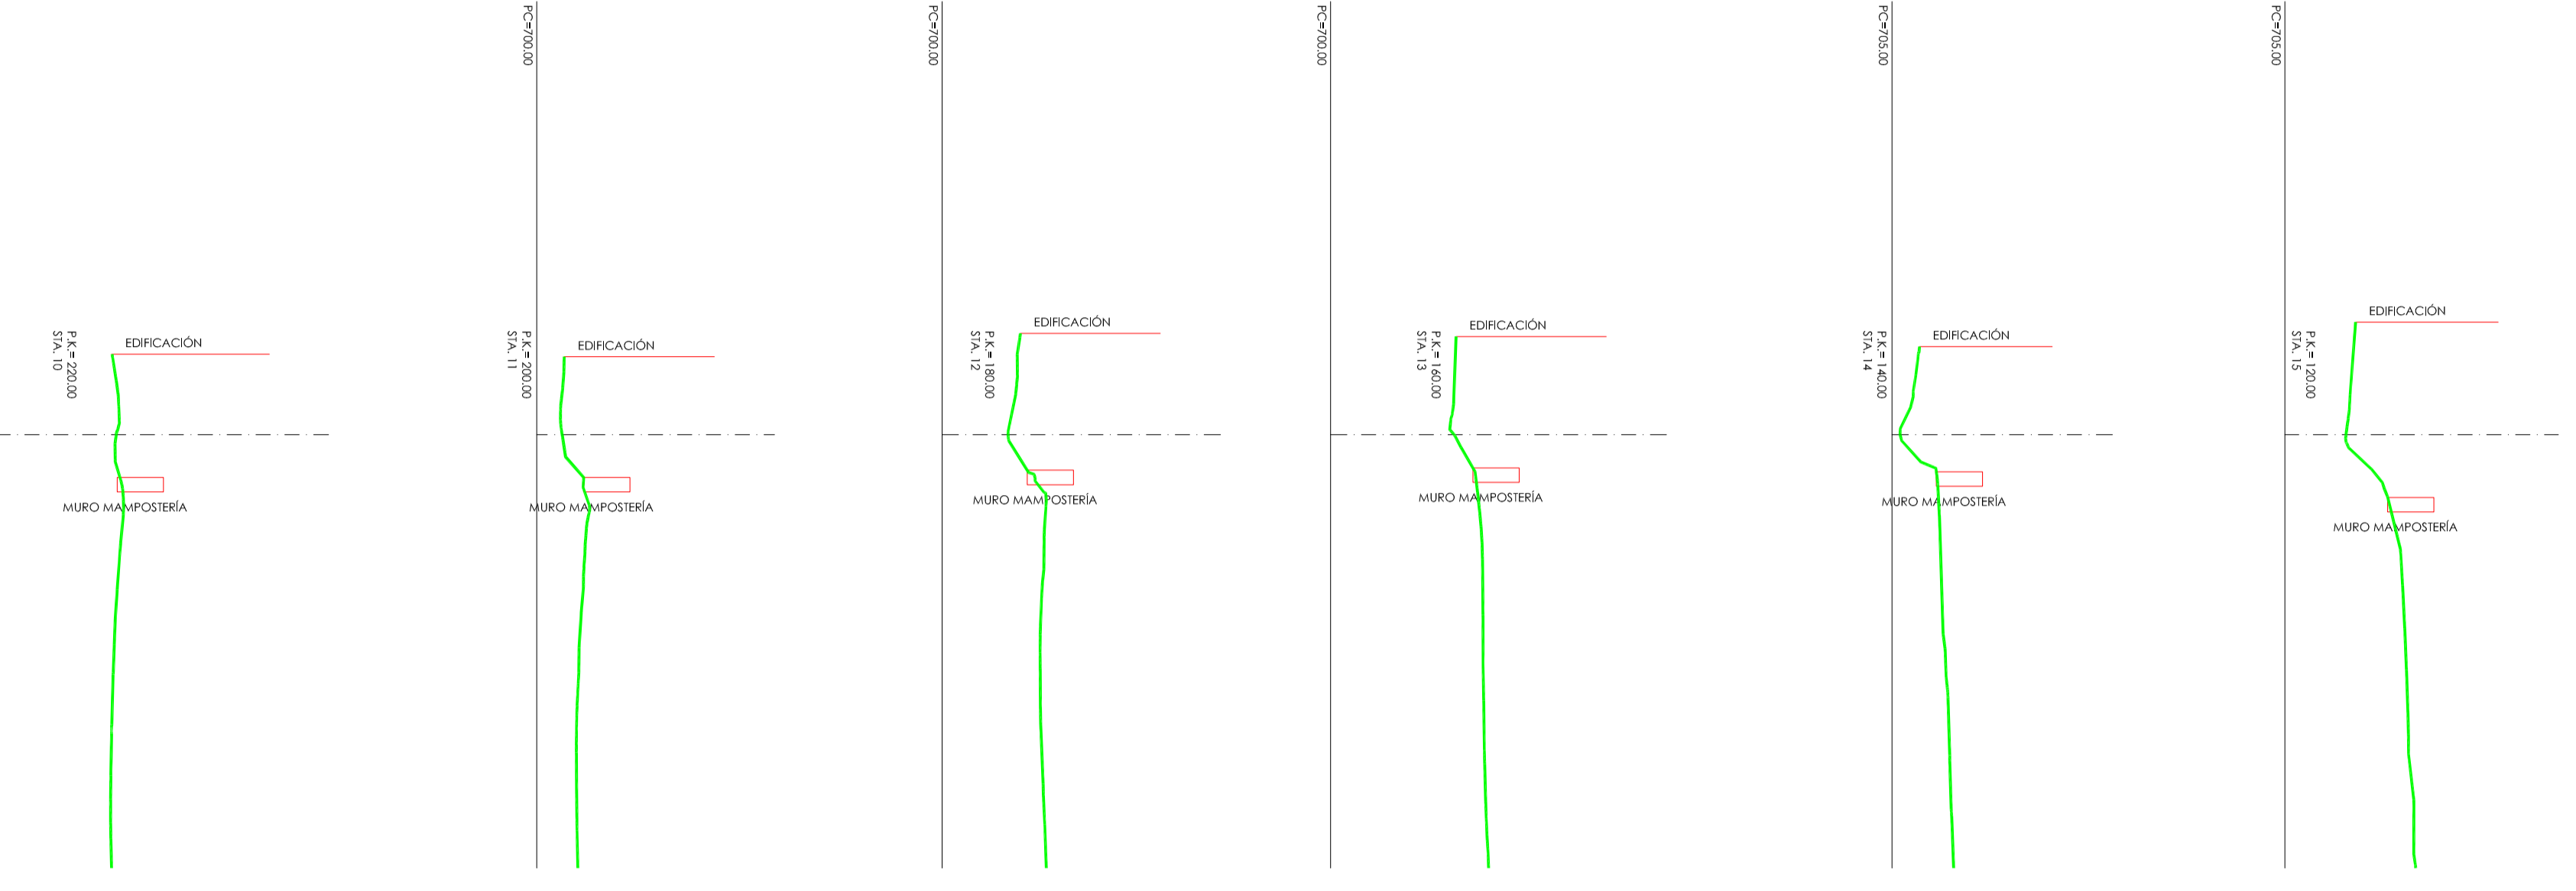 EDIFICACIÓN
P.K.= 220.00
STA. 10
MURO MAMPOSTERÍA
PC=700.00
EDIFICACIÓN
P.K.= 200.00
STA. 11
MURO MAMPOSTERÍA
PC=700.00
EDIFICACIÓN
P.K.= 180.00
STA. 12
MURO MAMPOSTERÍA
PC=700.00
EDIFICACIÓN
P.K.= 160.00
STA. 13
MURO MAMPOSTERÍA
PC=705.00
EDIFICACIÓN
P.K.= 140.00
STA. 14
MURO MAMPOSTERÍA
PC=705.00
EDIFICACIÓN
P.K.= 120.00
STA. 15
MURO MAMPOSTERÍA